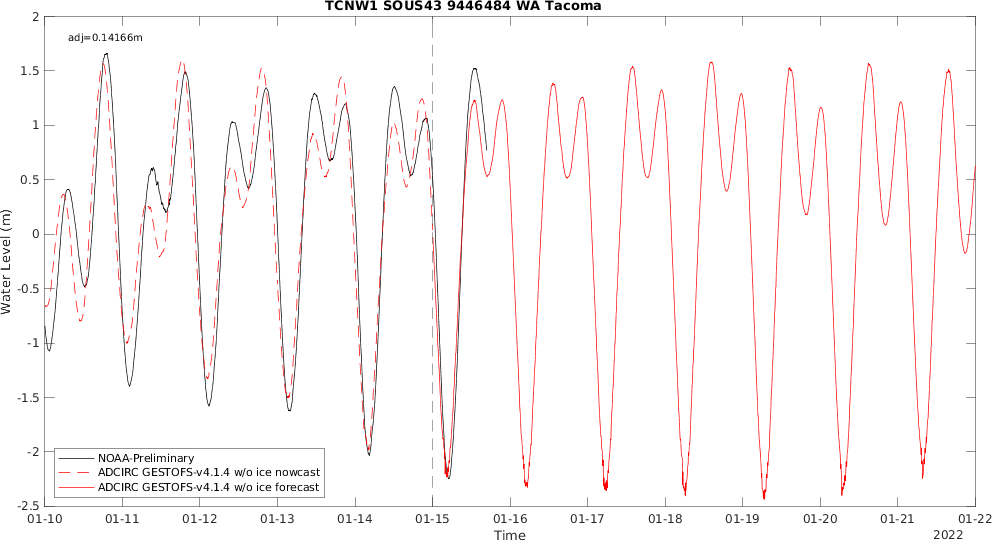 TCNW1 SOUS43 9446484 WA Tacoma
adj=0.14166m
2
1.5
1
0.5
0
-0.5
-1
-1.5
-2
-2.5
Water Level (m)
NOAA-Preliminary
ADCIRC GESTOFS-v4.1.4 w/o ice nowcast
ADCIRC GESTOFS-v4.1.4 w/o ice forecast
01-10 01-11 01-12 01-13 01-14 01-15 01-16 01-17 01-18 01-19 01-20 01-21 01-22
Time
2022